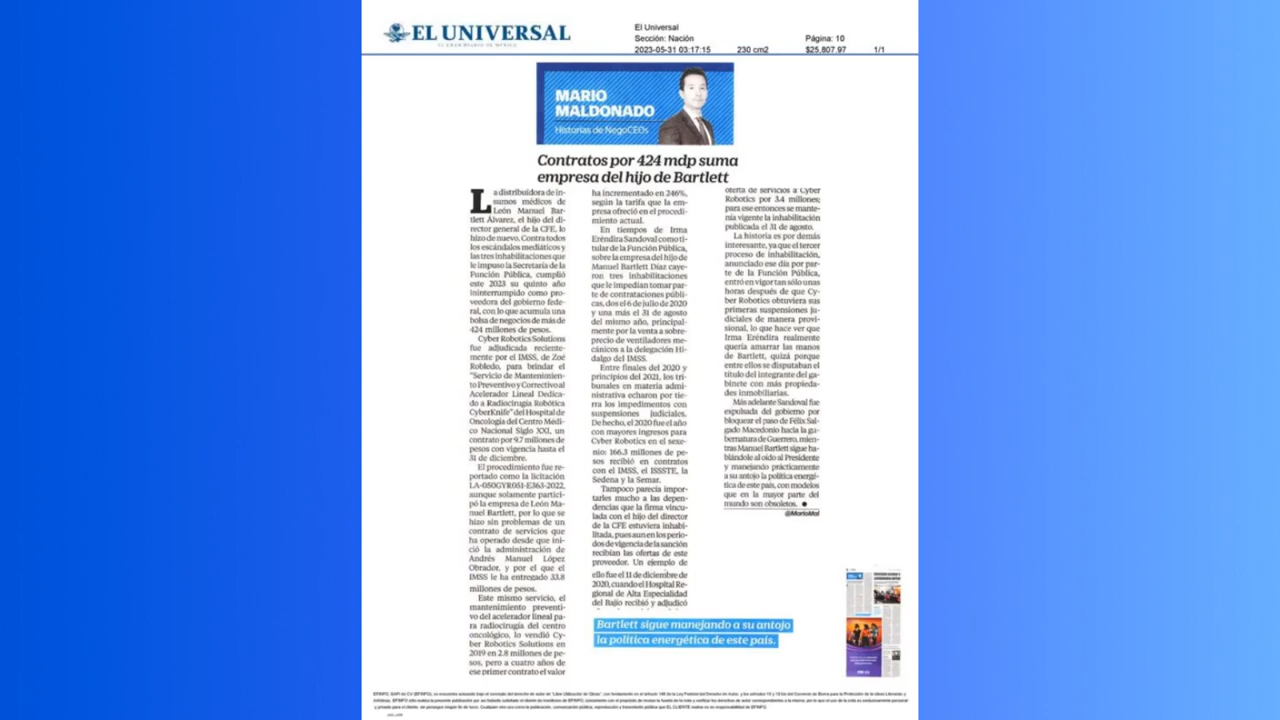 EL UNIVERSAL
EL GRAN DIARIO DE MÉXICO
El Universal
Sección: Nación
2023-05-31 03:17:15 230 cm2
Página: 10
$25,807.97 1/1
MARIO
MALDONADO
Historias de NegoCEOs
Contratos por 424 mdp suma
empresa del hijo de Bartlett
La distribuidora de in-
sumos médicos de
León Manuel Bar-
tlett Álvarez, el hijo del di-
rector general de la CFE, lo
hizo de nuevo. Contra todos
los escándalos mediáticos y
las tres inhabilitaciones que
le impuso la Secretaría de la
Función Pública, cumplió
este 2023 su quinto año
ininterrumpido como pro-
veedora del gobierno fede-
ral, con lo que acumula una
bolsa de negocios de más de
424 millones de pesos.
Cyber Robotics Solutions
fue adjudicada reciente-
mente por el IMSS, de Zoé
Robledo, para brindar el
“Servicio de Mantenimien-
to Preventivo y Correctivo al
Acelerador Lineal Dedica-
do a Radiocirugía Robótica
CyberKnife” del Hospital de
Oncología del Centro Médi-
co Nacional Siglo XXI, un
contrato por 9.7 millones de
pesos con vigencia hasta el
31 de diciembre.
El procedimiento fue re-
portado como la licitación
LA-050GYR051-E363-2022,
aunque solamente partici-
pó la empresa de León Ma-
nuel Bartlett, por lo que se
hizo sin problemas de un
contrato de servicios que
ha operado desde que ini-
ció la administración de
Andrés Manuel López
Obrador, y por el que el
IMSS le ha entregado 33.8
millones de pesos.
Este mismo servicio, el
mantenimiento preventi-
vo del acelerador lineal pa-
ra radiocirugía del centro
oncológico, lo vendió Cy-
ber Robotics Solutions en
2019 en 2.8 millones de pe-
sos, pero a cuatro años de
ese primer contrato el valor
ha incrementado en 246%,
según la tarifa que la em-
presa ofreció en el procedi-
miento actual.
En tiempos de Irma
Eréndira Sandoval como ti-
tular de la Función Pública,
sobre la empresa del hijo de
Manuel Bartlett Díaz caye-
ron tres inhabilitaciones
que le impedían tomar par-
te de contrataciones públi-
cas, dos el 6 de julio de 2020
y una más el 31 de agosto
del mismo año, principal-
mente por la venta a sobre-
precio de ventiladores me-
cánicos a la delegación Hi-
dalgo del IMSS.
Entre finales del 2020 y
principios del 2021, los tri-
bunales en materia admi-
nistrativa echaron por tie-
rra los impedimentos con
suspensiones judiciales.
De hecho, el 2020 fue el año
con mayores ingresos para
Cyber Robotics en el sexe-
nio: 166.3 millones de pe-
sos recibió en contratos
con el IMSS, el ISSSTE, la
Sedena y la Semar.
Tampoco parecía impor-
tarles mucho a las depen-
dencias que la firma vincu-
lada con el hijo del director
de la CFE estuviera inhabi-
litada, pues aun en los perio-
dos de vigencia de la sanción
recibían las ofertas de este
proveedor. Un ejemplo de
ello fue el 11 de diciembre de
2020, cuando el Hospital Re-
gional de Alta Especialidad
del Bajío recibió y adjudicó
oferta de servicios a Cyber
Robotics por 3.4 millones;
para ese entonces se mante-
nía vigente la inhabilitación
publicada el 31 de agosto.
La historia es por demás
interesante, ya que el tercer
proceso de inhabilitación,
anunciado ese día por par-
te de la Función Pública,
entró en vigor tan sólo unas
horas después de que Cy-
ber Robotics obtuviera sus
primeras suspensiones ju-
diciales de manera provi-
sional, lo que hace ver que
Irma Eréndira realmente
quería amarrar las manos
de Bartlett, quizá porque
entre ellos se disputaban el
título del integrante del ga-
binete con más propieda-
des inmobiliarias.
Más adelante Sandoval fue
expulsada del gobierno por
bloquear el paso de Félix Sal-
gado Macedonio hacia la gu-
bernatura de Guerrero, mien-
tras Manuel Bartlett sigue ha-
blándole al oído al Presidente
y manejando prácticamente
a su antojo la política energé-
tica de este país, con modelos
que en la mayor parte del
mundo son obsoletos. ●
@MarioMal
Bartlett sigue manejando a su antojo
la política energética de este país.